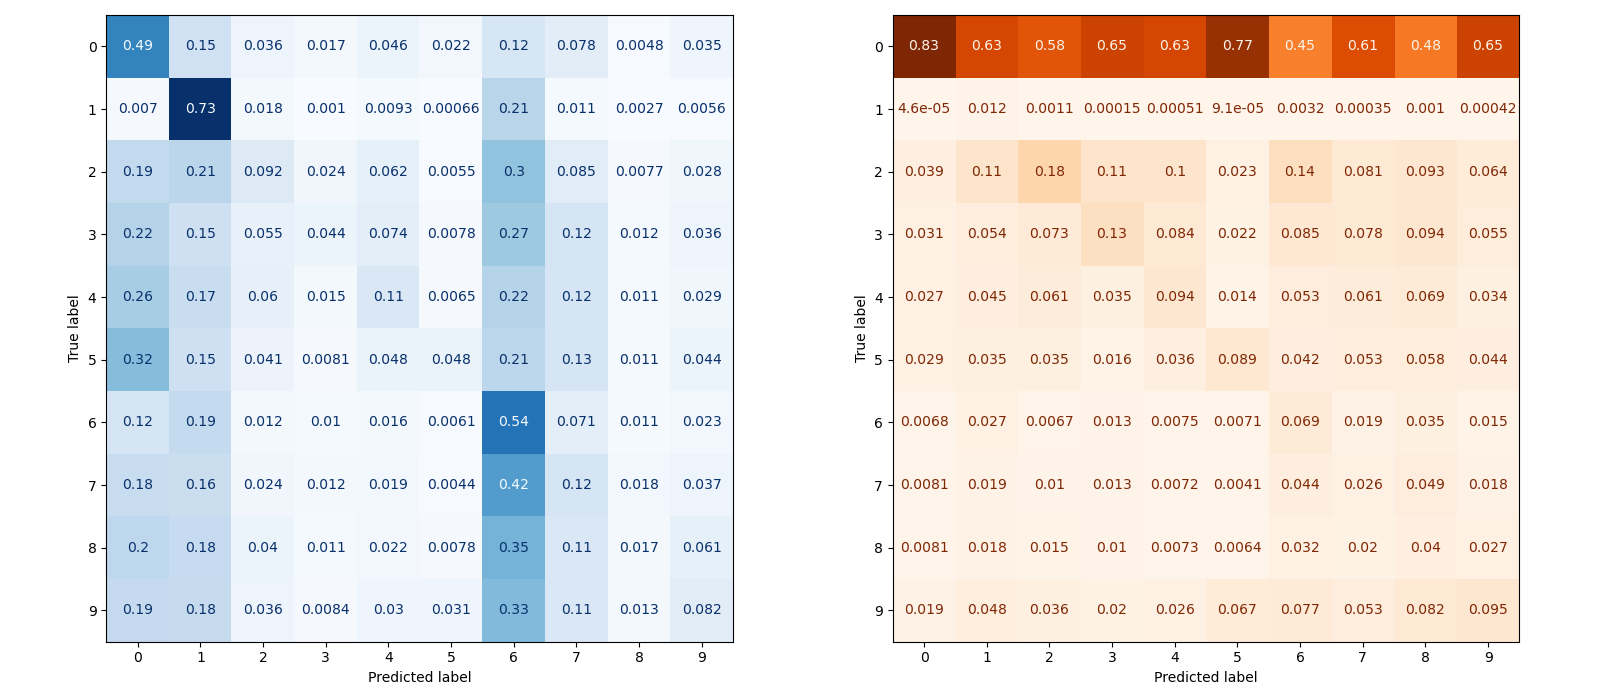 0 0.49 0.15 0.036 0.017 0.046 0.022 0.12 0.078 0.0048 0.035
1 0.007 0.73 0.018 0.001 0.0093 0.00066 0.21 0.011 0.0027 0.0056
2 0.19 0.21 0.092 0.024 0.062 0.0055 0.3 0.085 0.0077 0.028
3 0.22 0.15 0.055 0.044 0.074 0.0078 0.27 0.12 0.012 0.036
4 0.26 0.17 0.06 0.015 0.11 0.0065 0.22 0.12 0.011 0.029
5 0.32 0.15 0.041 0.0081 0.048 0.048 0.21 0.13 0.011 0.044
6 0.12 0.19 0.012 0.01 0.016 0.0061 0.54 0.071 0.011 0.023
7 0.18 0.16 0.024 0.012 0.019 0.0044 0.42 0.12 0.018 0.037
8 0.2 0.18 0.04 0.011 0.022 0.0078 0.35 0.11 0.017 0.061
9 0.19 0.18 0.036 0.0084 0.03 0.031 0.33 0.11 0.013 0.082
0 1 2 3 4 5 6 7 8 9
Predicted label
True label
0 0.83 0.63 0.58 0.65 0.63 0.77 0.45 0.61 0.48 0.65
1 4.6e-05 0.012 0.0011 0.00015 0.00051 9.1e-05 0.0032 0.00035 0.001 0.00042
2 0.039 0.11 0.18 0.11 0.1 0.023 0.14 0.081 0.093 0.064
3 0.031 0.054 0.073 0.13 0.084 0.022 0.085 0.078 0.094 0.055
4 0.027 0.045 0.061 0.035 0.094 0.014 0.053 0.061 0.069 0.034
5 0.029 0.035 0.035 0.016 0.036 0.089 0.042 0.053 0.058 0.044
6 0.0068 0.027 0.0067 0.013 0.0075 0.0071 0.069 0.019 0.035 0.015
7 0.0081 0.019 0.01 0.013 0.0072 0.0041 0.044 0.026 0.049 0.018
8 0.0081 0.018 0.015 0.01 0.0073 0.0064 0.032 0.02 0.04 0.027
9 0.019 0.048 0.036 0.02 0.026 0.067 0.077 0.053 0.082 0.095
0 1 2 3 4 5 6 7 8 9
Predicted label
True label